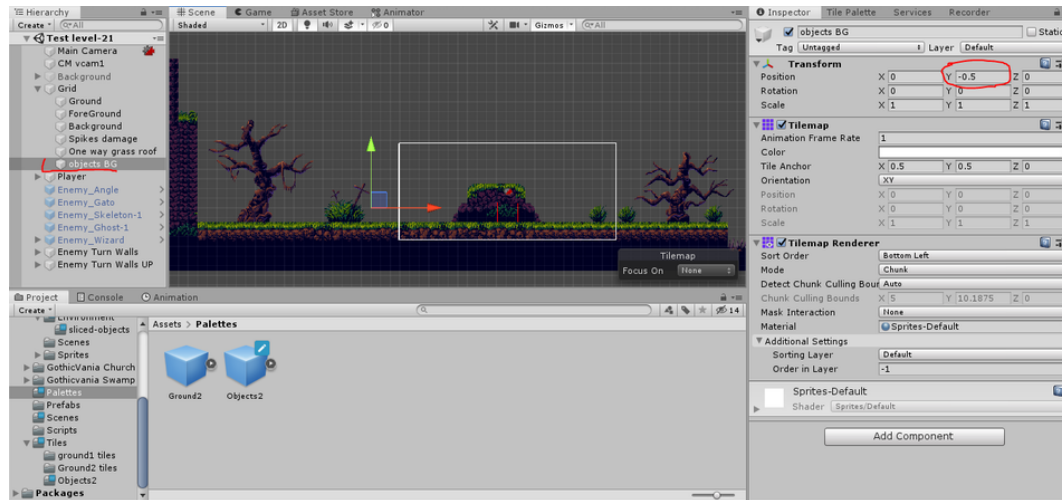 Hierarchy
Create
All
Test level-21
Main Camera
CM vcam1
Background
Grid
Ground
ForeGround
Background
Spikes damage
One way grass roof
objects BG
Player
Enemy_Angle
Enemy_Gato
Enemy_Skeleton-1
Enemy_Ghost-1
Enemy_Wizard
Enemy Turn Walls
Enemy Turn Walls UP
Scene
Game
Asset Store
Animator
Shaded
2D
0
Gizmos
All
Tilemap
Focus On None
Project
Console
Animation
Create
14
Environment
sliced-objects
Scenes
Sprites
GothicVania Church
Gothicvania Swamp
Palettes
Prefabs
Scenes
Scripts
Tiles
ground1 tiles
Ground2 tiles
Objects2
Packages
Assets > Palettes
Ground2
Objects2
Inspector
Tile Palette
Services
Recorder
objects BG
Static
Tag Untagged
Layer Default
Transform
Position X 0 Y -0.5 Z 0
Rotation X 0 Y 0 Z 0
Scale X 1 Y 1 Z 1
Tilemap
Animation Frame Rate 1
Color
Tile Anchor X 0.5 Y 0.5 Z 0
Orientation XY
Position X 0 Y 0 Z 0
Rotation X 0 Y 0 Z 0
Scale X 1 Y 1 Z 1
Tilemap Renderer
Sort Order Bottom Left
Mode Chunk
Detect Chunk Culling Bour Auto
Chunk Culling Bounds X 5 Y 10.1875 Z 0
Mask Interaction None
Material Sprites-Default
Additional Settings
Sorting Layer Default
Order in Layer -1
Sprites-Default
Shader Sprites/Default
Add Component